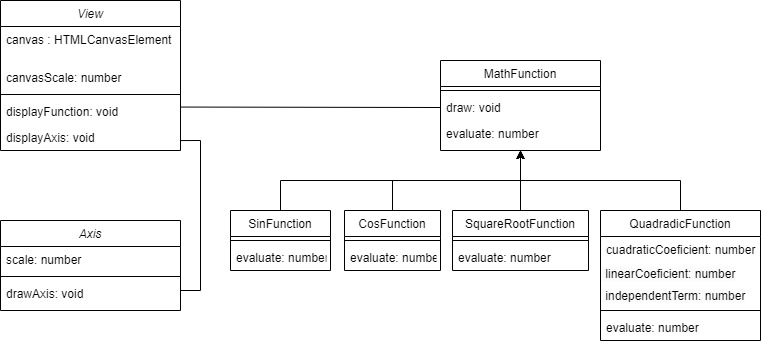 View
canvas : HTMLCanvasElement
canvasScale: number
displayFunction: void
displayAxis: void
MathFunction
draw: void
evaluate: number
Axis
scale: number
drawAxis: void
SinFunction
evaluate: number
CosFunction
evaluate: numbe
SquareRootFunction
evaluate: number
QuadradicFunction
cuadraticCoeficient: number
linearCoeficient: number
independentTerm: number
evaluate: number